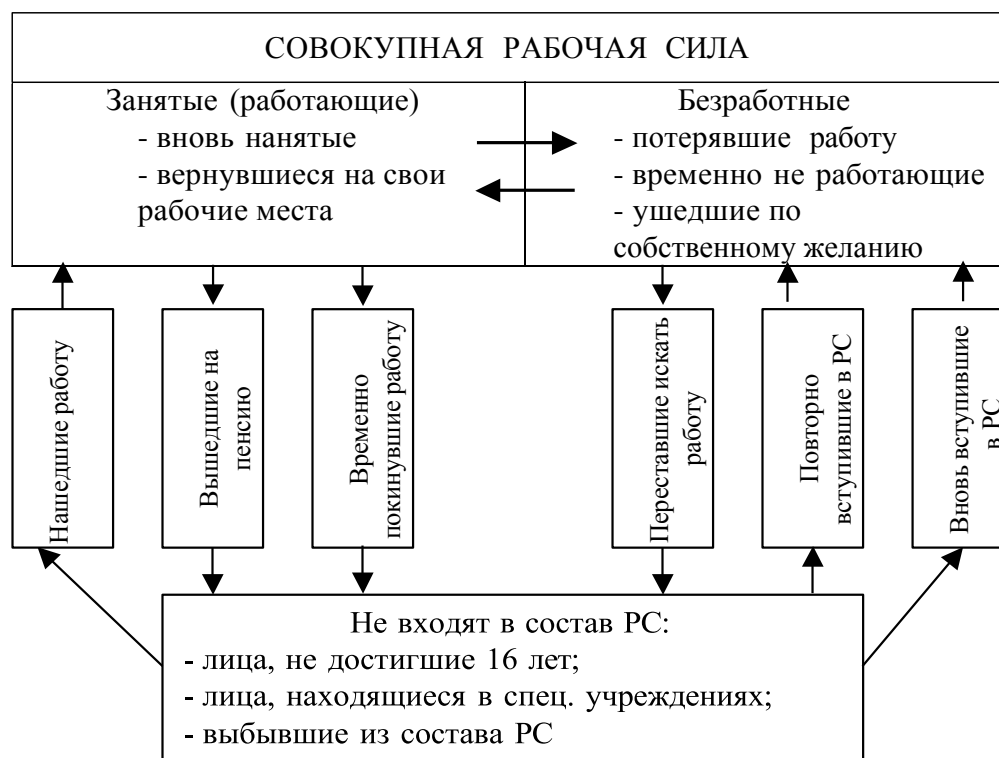 СОВОКУПНАЯ РАБОЧАЯ СИЛА
Занятые (работающие)
- вновь нанятые
- вернувшиеся на свои
рабочие места
Безработные
- потерявшие работу
- временно не работающие
- ушедшие по
собственному желанию
Нашедшие работу
Вышедшие на
пенсию
Временно
покинувшие работу
Переставшие искать
работу
Повторно
вступившие в РС
Вновь вступившие
в РС
Не входят в состав РС:
- лица, не достигшие 16 лет;
- лица, находящиеся в спец. учреждениях;
- выбывшие из состава РС